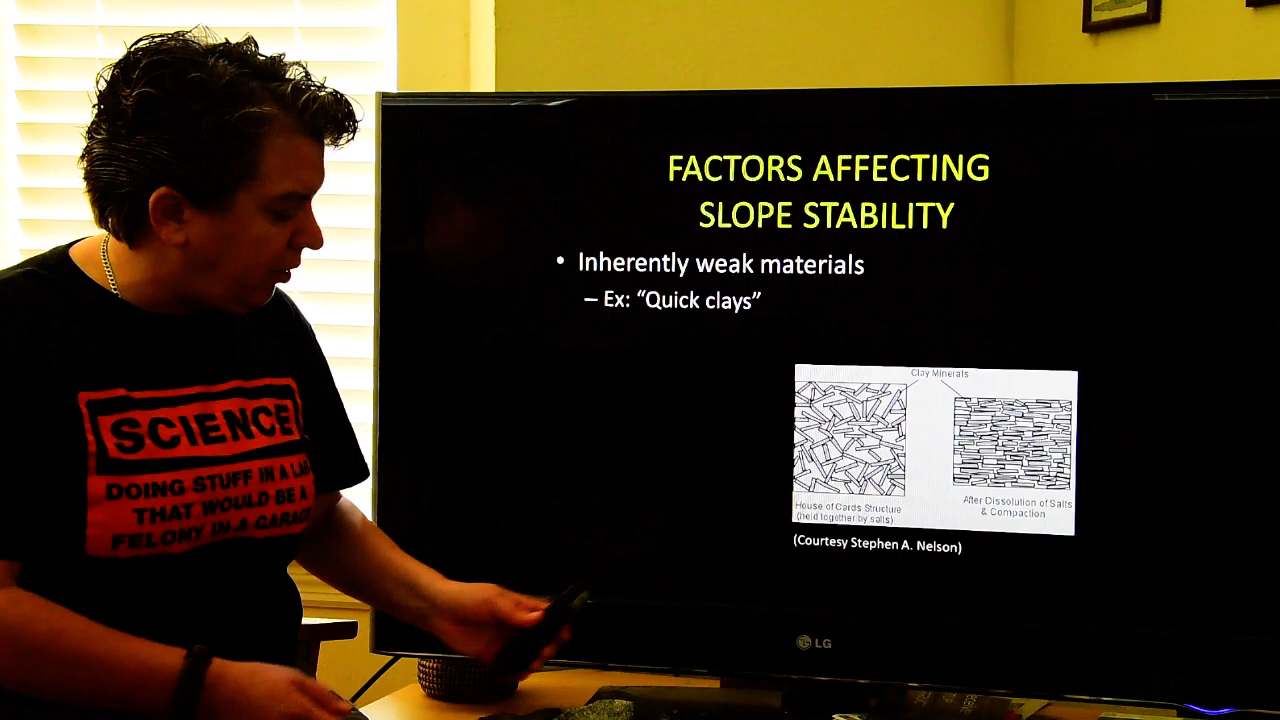 FACTORS AFFECTING
SLOPE STABILITY
• Inherently weak materials
– Ex: “Quick clays”
Clay Minerals
House of Cards Structure
(held together by salts)
After Dissolution of Salts
& Compaction
(Courtesy Stephen A. Nelson)
LG
SCIENCE
DOING STUFF IN A LAB
THAT WOULD BE A
FELONY IN A GARAGE